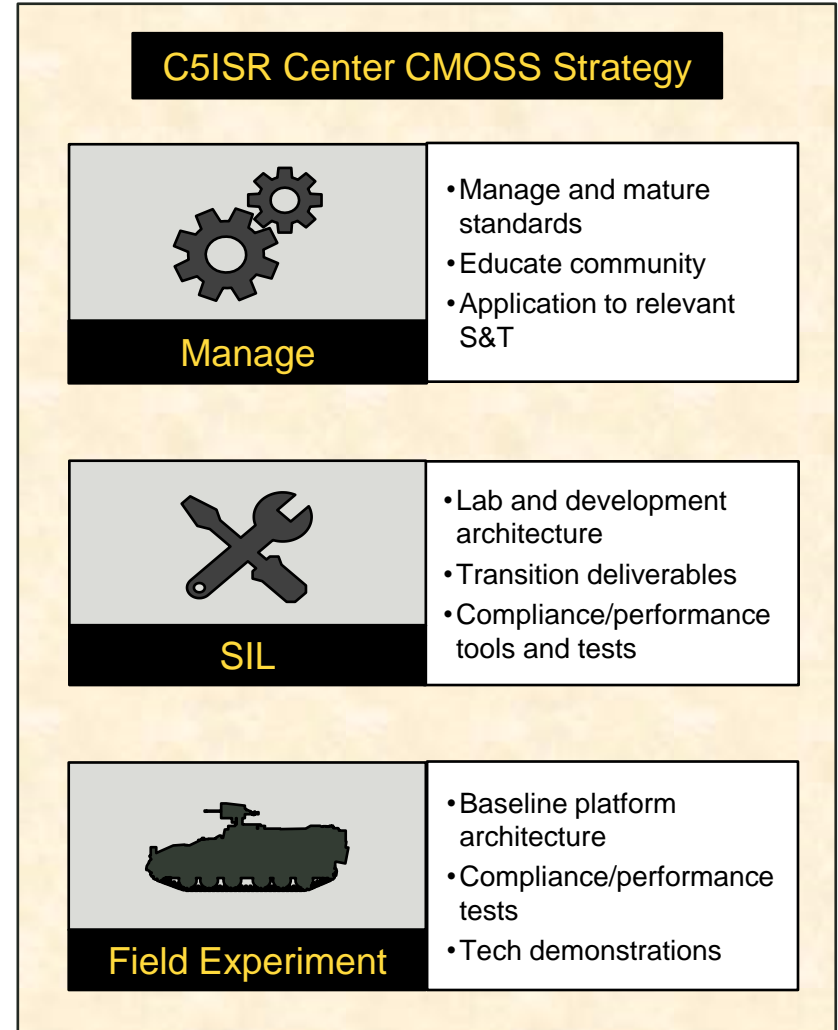 C5ISR Center CMOSS Strategy
Manage
•Manage and mature
standards
•Educate community
•Application to relevant
S&T
SIL
•Lab and development
architecture
•Transition deliverables
•Compliance/performance
tools and tests
Field Experiment
•Baseline platform
architecture
•Compliance/performance
tests
•Tech demonstrations